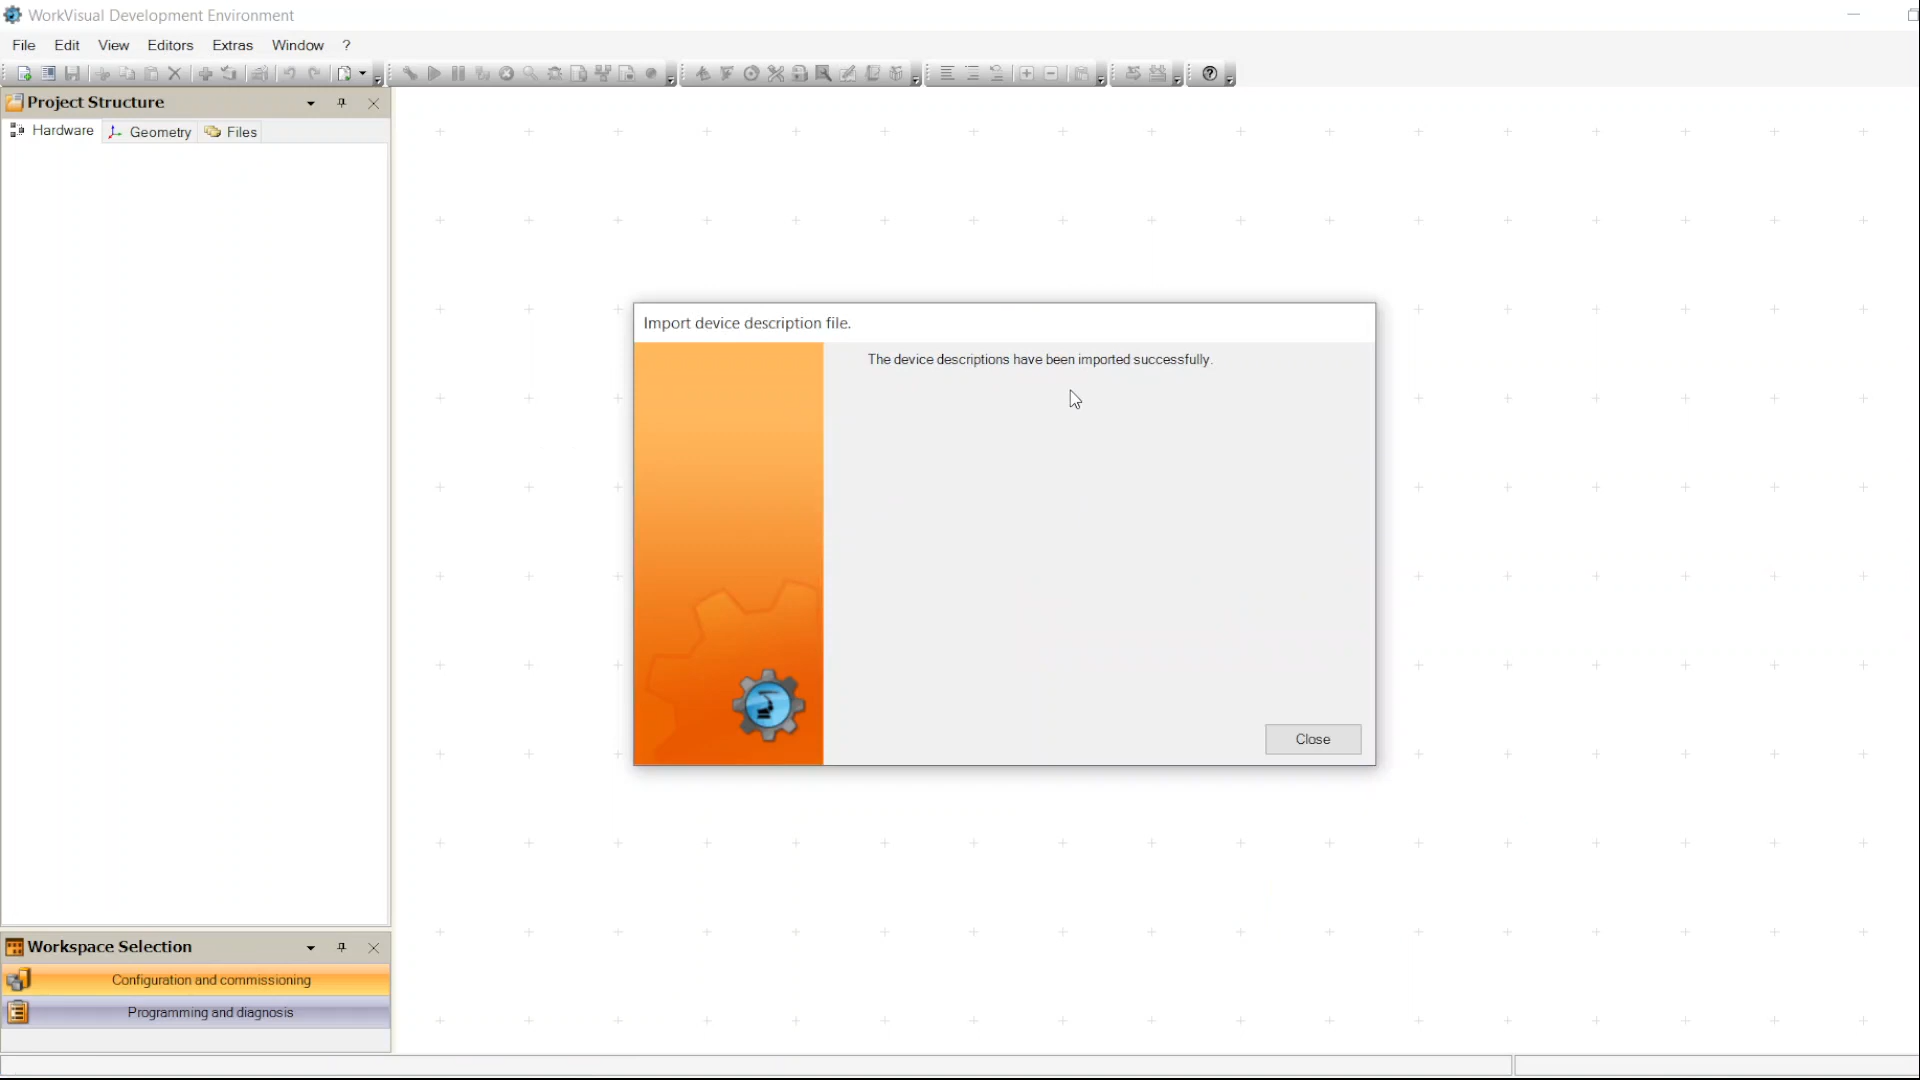 WorkVisual Development Environment
File Edit View Editors Extras Window ?
Project Structure
Hardware Geometry Files
Import device description file.
The device descriptions have been imported successfully.
Close
Workspace Selection
Configuration and commissioning
Programming and diagnosis